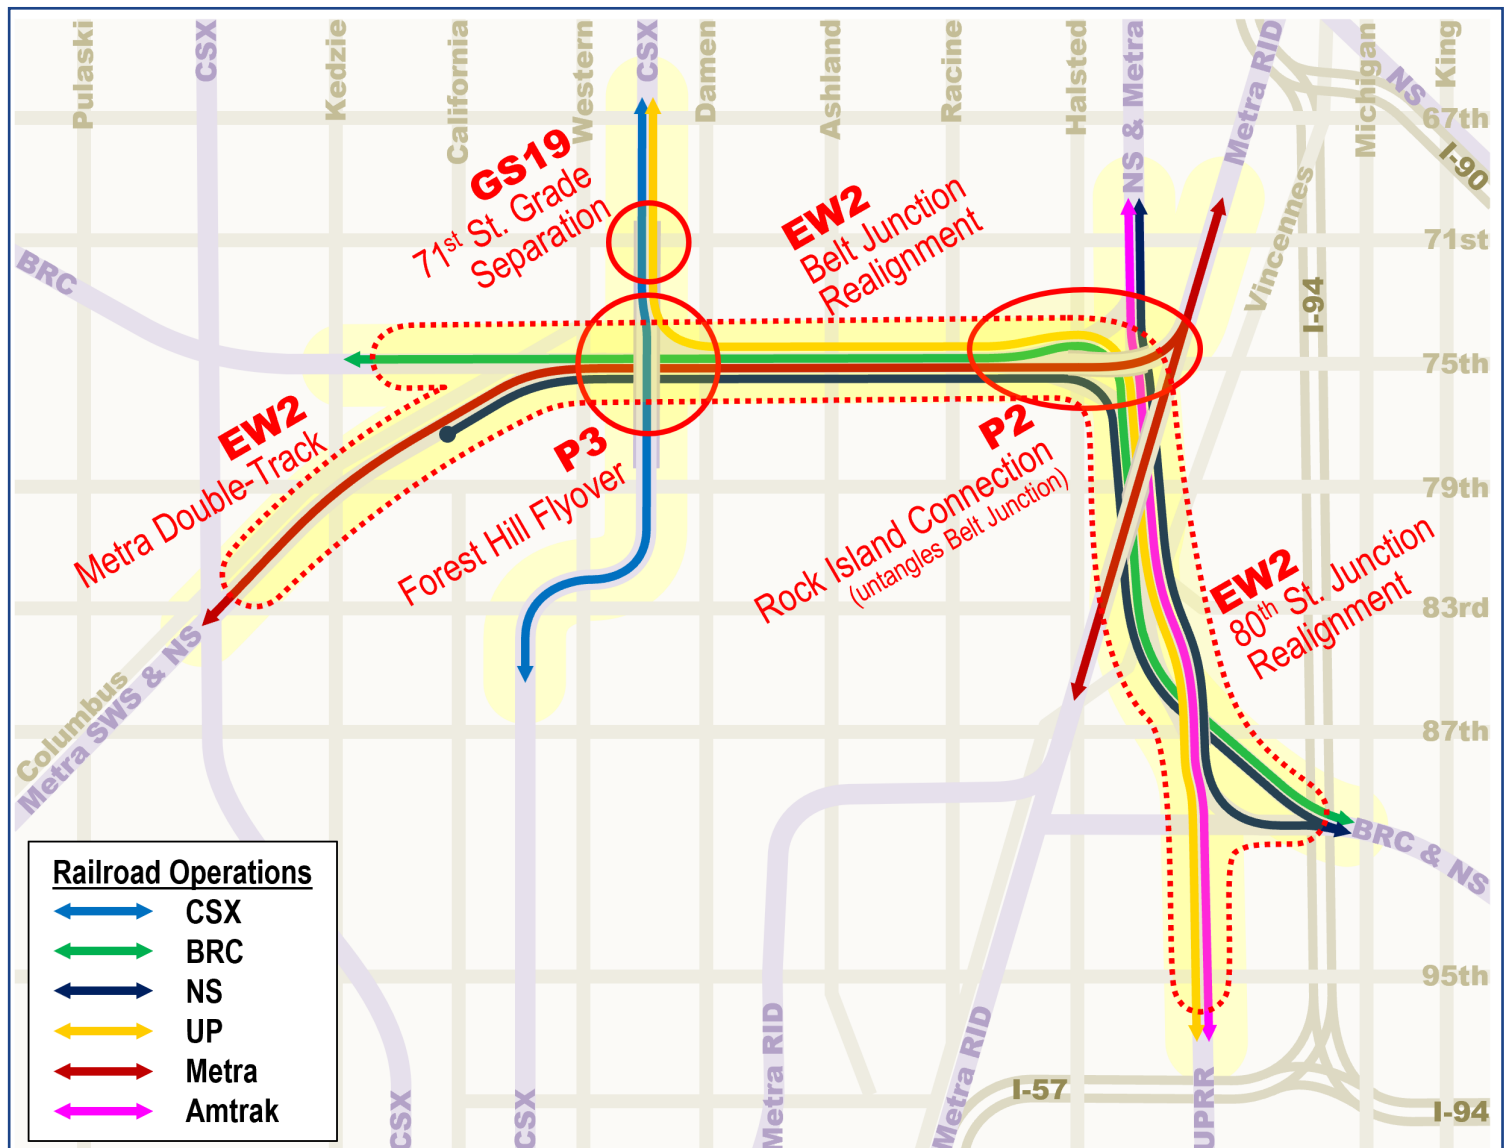 Pulaski
CSX
Kedzie
California
Western
CSX
Damen
Ashland
Racine
Halsted
NS & Metra
Metra RID
Michigan
NS
King
67th
I-90
GS19
71st St. Grade
Separation
EW2
Belt Junction
Realignment
Vincennes
71st
BRC
I-94
75th
EW2
Metra Double-Track
P3
Forest Hill Flyover
P2
Rock Island Connection
(untangles Belt Junction)
79th
EW2
80th St. Junction
Realignment
83rd
Columbus
Metra SWS & NS
87th
BRC & NS
95th
Railroad Operations
CSX
BRC
NS
UP
Metra
Amtrak
CSX
CSX
Metra RID
Metra RID
I-57
UPRR
I-94